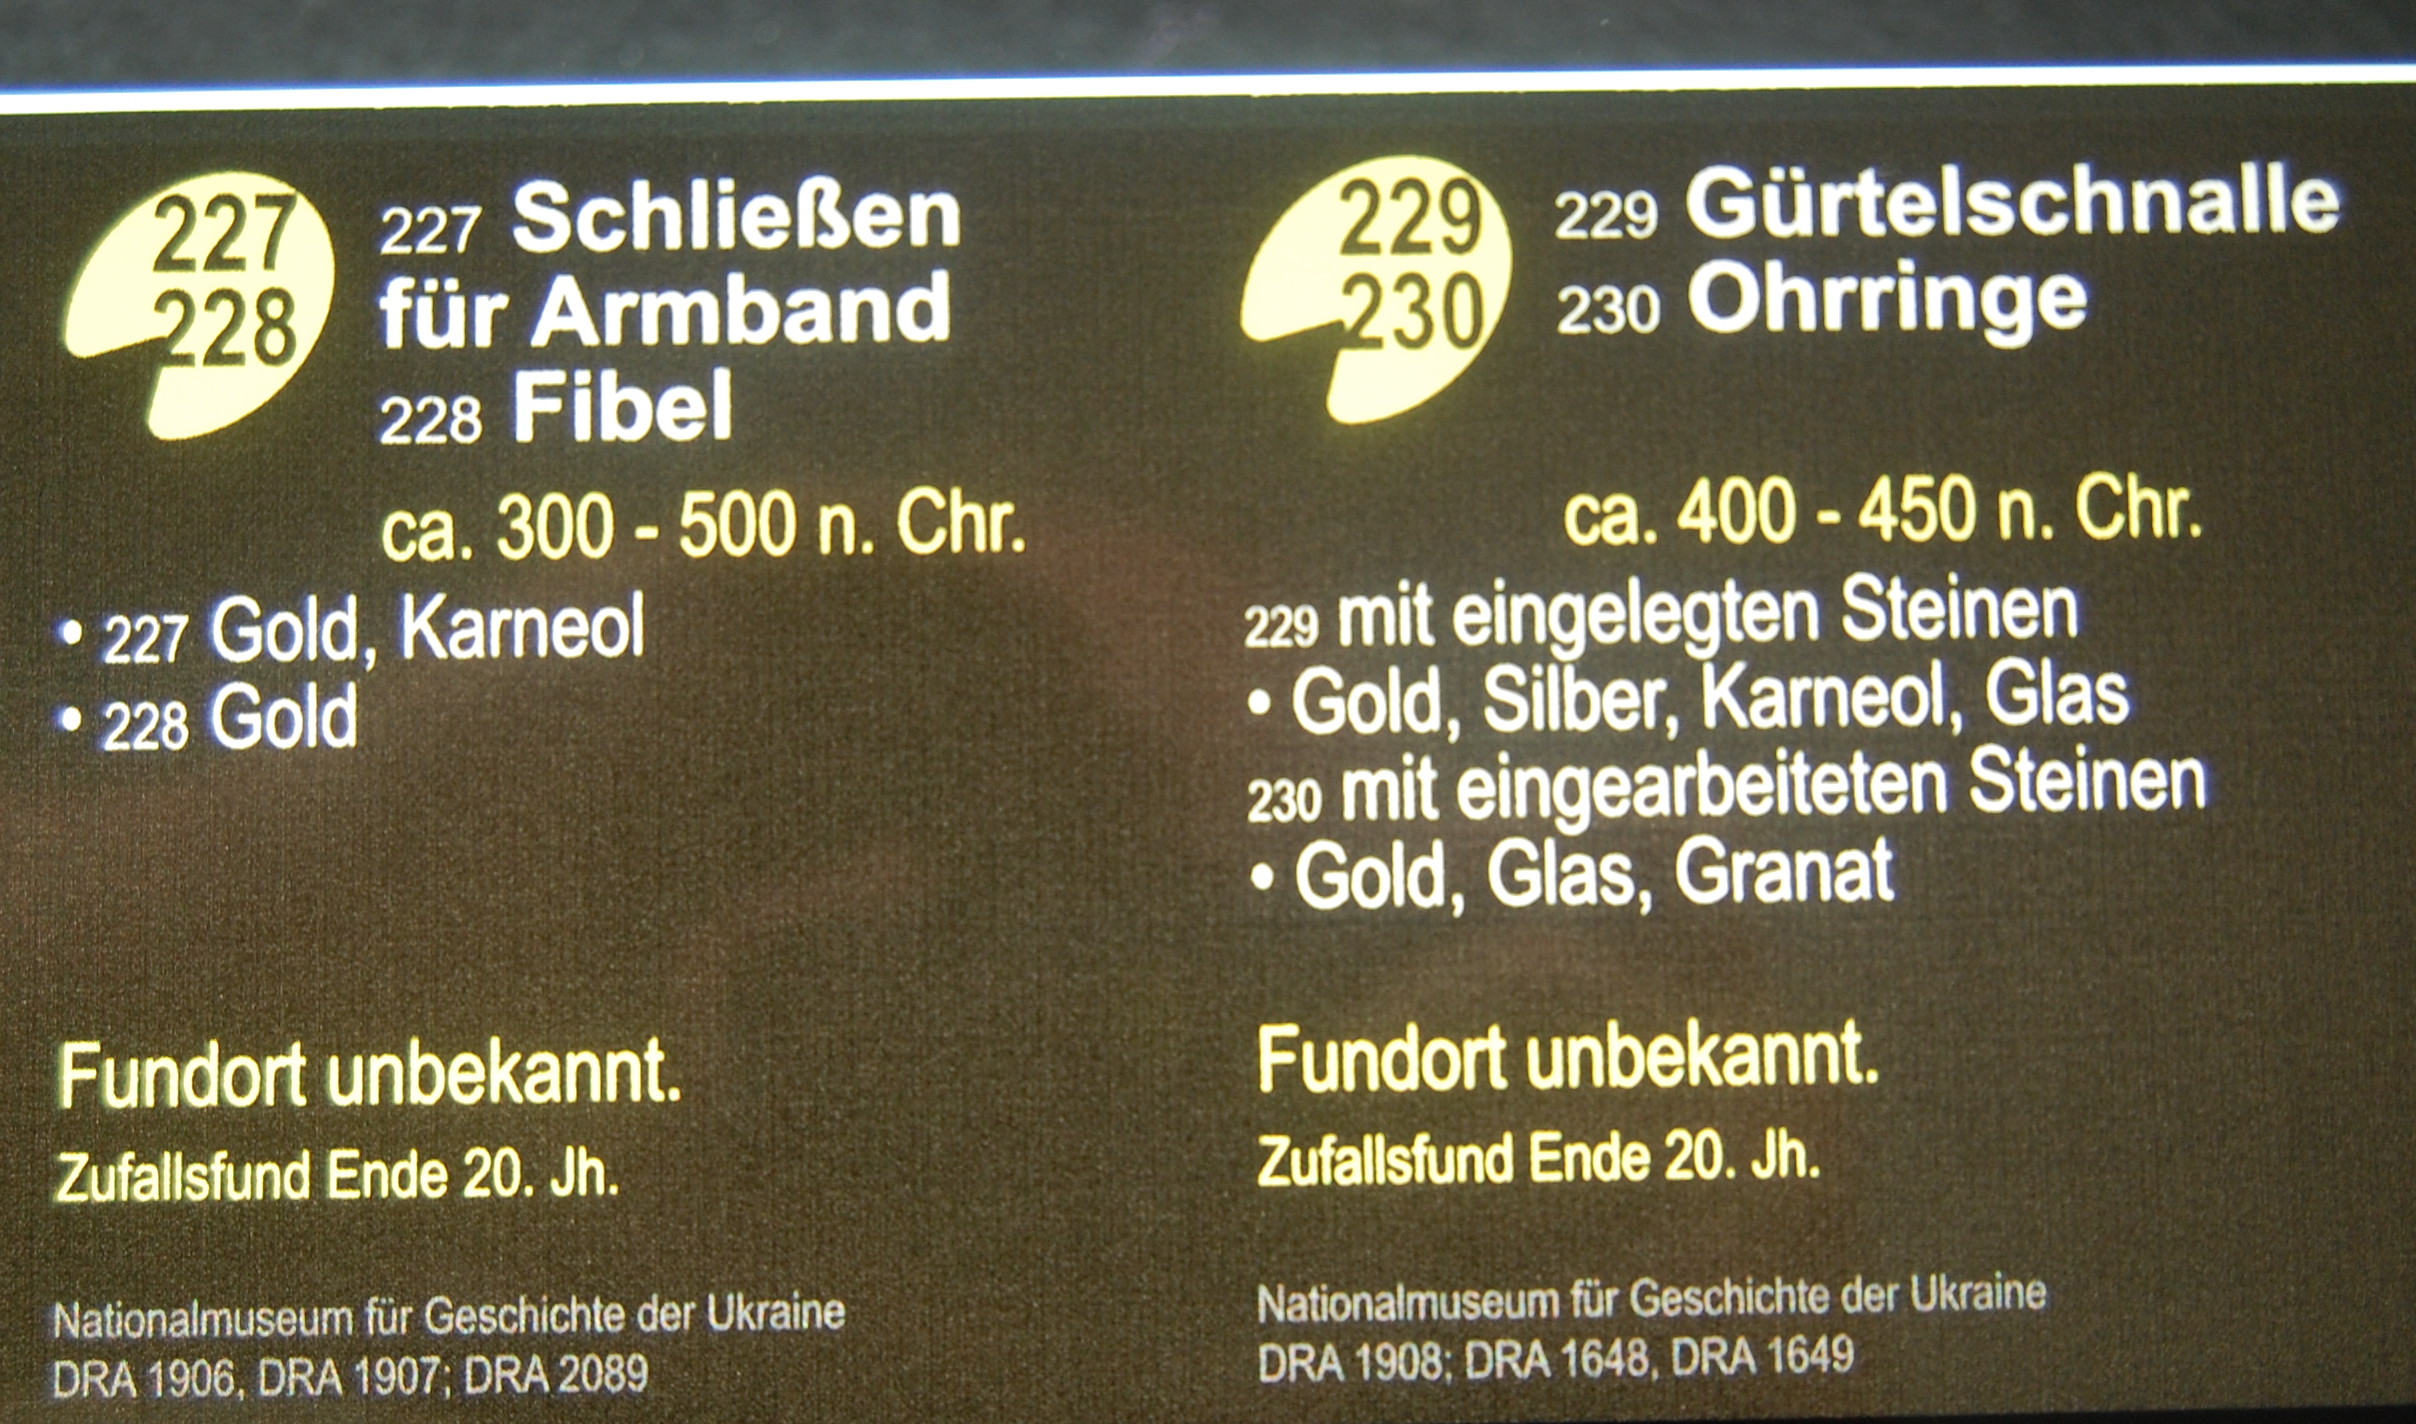 227
228
227 Schließen
für Armband
228 Fibel
ca. 300 - 500 n. Chr.
• 227 Gold, Karneol
• 228 Gold
Fundort unbekannt.
Zufallsfund Ende 20. Jh.
Nationalmuseum für Geschichte der Ukraine
DRA 1906, DRA 1907; DRA 2089
229
230
229 Gürtelschnalle
230 Ohrringe
ca. 400 - 450 n. Chr.
229 mit eingelegten Steinen
• Gold, Silber, Karneol, Glas
230 mit eingearbeiteten Steinen
• Gold, Glas, Granat
Fundort unbekannt.
Zufallsfund Ende 20. Jh.
Nationalmuseum für Geschichte der Ukraine
DRA 1908; DRA 1648, DRA 1649